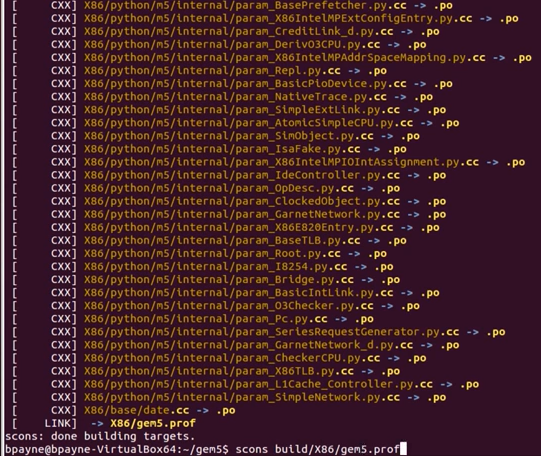 [     CXX] X86/python/m5/internal/param_BasePrefetcher.py.cc -> .po
[     CXX] X86/python/m5/internal/param_X86IntelMPExtConfigEntry.py.cc -> .po
[     CXX] X86/python/m5/internal/param_CreditLink_d.py.cc -> .po
[     CXX] X86/python/m5/internal/param_DerivO3CPU.py.cc -> .po
[     CXX] X86/python/m5/internal/param_X86IntelMPAddrSpaceMapping.py.cc -> .po
[     CXX] X86/python/m5/internal/param_Repl.py.cc -> .po
[     CXX] X86/python/m5/internal/param_BasicPioDevice.py.cc -> .po
[     CXX] X86/python/m5/internal/param_NativeTrace.py.cc -> .po
[     CXX] X86/python/m5/internal/param_SimpleExtLink.py.cc -> .po
[     CXX] X86/python/m5/internal/param_AtomicSimpleCPU.py.cc -> .po
[     CXX] X86/python/m5/internal/param_SimObject.py.cc -> .po
[     CXX] X86/python/m5/internal/param_IsaFake.py.cc -> .po
[     CXX] X86/python/m5/internal/param_X86IntelMPIOIntAssignment.py.cc -> .po
[     CXX] X86/python/m5/internal/param_IdeController.py.cc -> .po
[     CXX] X86/python/m5/internal/param_OpDesc.py.cc -> .po
[     CXX] X86/python/m5/internal/param_ClockedObject.py.cc -> .po
[     CXX] X86/python/m5/internal/param_GarnetNetwork.py.cc -> .po
[     CXX] X86/python/m5/internal/param_X86E820Entry.py.cc -> .po
[     CXX] X86/python/m5/internal/param_BaseTLB.py.cc -> .po
[     CXX] X86/python/m5/internal/param_Root.py.cc -> .po
[     CXX] X86/python/m5/internal/param_I8254.py.cc -> .po
[     CXX] X86/python/m5/internal/param_Bridge.py.cc -> .po
[     CXX] X86/python/m5/internal/param_BasicIntLink.py.cc -> .po
[     CXX] X86/python/m5/internal/param_O3Checker.py.cc -> .po
[     CXX] X86/python/m5/internal/param_Pc.py.cc -> .po
[     CXX] X86/python/m5/internal/param_SeriesRequestGenerator.py.cc -> .po
[     CXX] X86/python/m5/internal/param_GarnetNetwork_d.py.cc -> .po
[     CXX] X86/python/m5/internal/param_CheckerCPU.py.cc -> .po
[     CXX] X86/python/m5/internal/param_X86TLB.py.cc -> .po
[     CXX] X86/python/m5/internal/param_L1Cache_Controller.py.cc -> .po
[     CXX] X86/python/m5/internal/param_SimpleNetwork.py.cc -> .po
[     CXX] X86/base/date.cc -> .po
[    LINK]  -> X86/gem5.prof
scons: done building targets.
bpayne@bpayne-VirtualBox64:~/gem5$ scons build/X86/gem5.prof